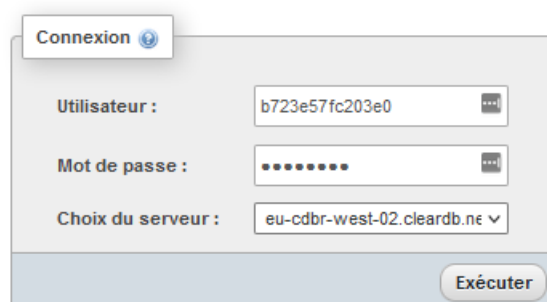 Connexion
Utilisateur : b723e57fc203e0
Mot de passe : ••••••••
Choix du serveur : eu-cdbr-west-02.cleardb.ne
Exécuter